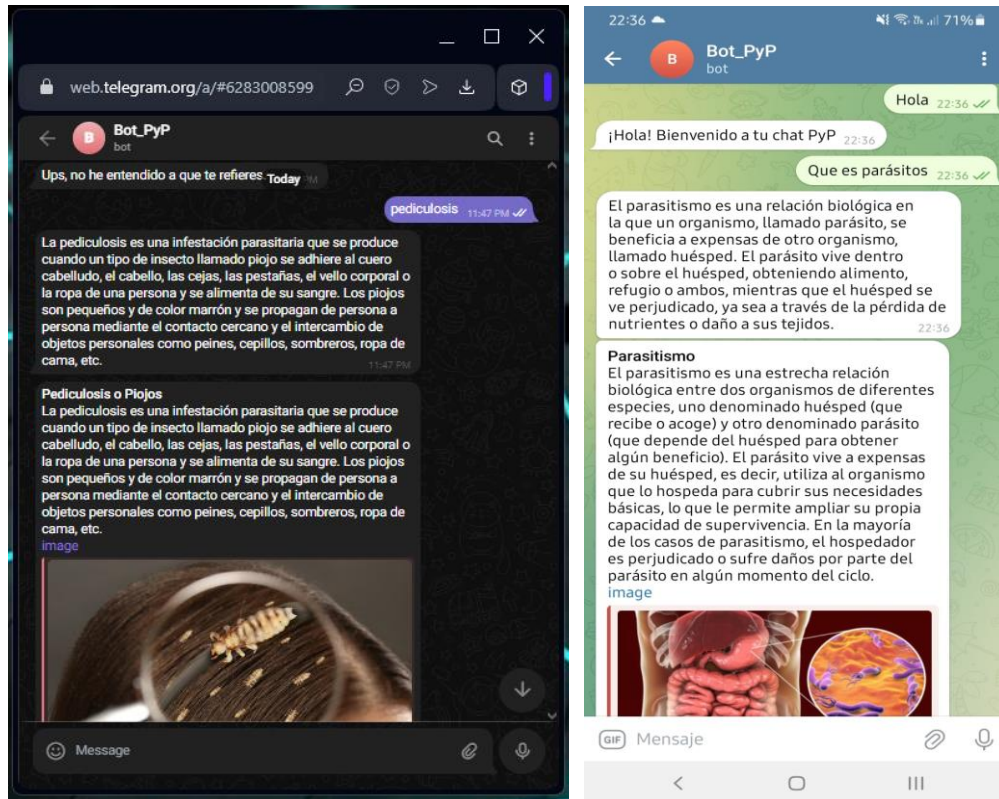 web.telegram.org/a/#6283008599
B
Bot_PyP
bot
Ups, no he entendido a que te refieres
Today
PM
pediculosis 11:47 PM
La pediculosis es una infestación parasitaria que se produce
cuando un tipo de insecto llamado piojo se adhiere al cuero
cabelludo, el cabello, las cejas, las pestañas, el vello corporal o
la ropa de una persona y se alimenta de su sangre. Los piojos
son pequeños y de color marrón y se propagan de persona a
persona mediante el contacto cercano y el intercambio de
objetos personales como peines, cepillos, sombreros, ropa de
cama, etc.
11:47 PM
Pediculosis o Piojos
La pediculosis es una infestación parasitaria que se produce
cuando un tipo de insecto llamado piojo se adhiere al cuero
cabelludo, el cabello, las cejas, las pestañas, el vello corporal o
la ropa de una persona y se alimenta de su sangre. Los piojos
son pequeños y de color marrón y se propagan de persona a
persona mediante el contacto cercano y el intercambio de
objetos personales como peines, cepillos, sombreros, ropa de
cama, etc.
image
Message
22:36 71%
B
Bot_PyP
bot
Hola 22:36
¡Hola! Bienvenido a tu chat PyP 22:36
Que es parásitos 22:36
El parasitismo es una relación biológica en
la que un organismo, llamado parásito, se
beneficia a expensas de otro organismo,
llamado huésped. El parásito vive dentro
o sobre el huésped, obteniendo alimento,
refugio o ambos, mientras que el huésped se
ve perjudicado, ya sea a través de la pérdida de
nutrientes o daño a sus tejidos. 22:36
Parasitismo
El parasitismo es una estrecha relación
biológica entre dos organismos de diferentes
especies, uno denominado huésped (que
recibe o acoge) y otro denominado parásito
(que depende del huésped para obtener
algún beneficio). El parásito vive a expensas
de su huésped, es decir, utiliza al organismo
que lo hospeda para cubrir sus necesidades
básicas, lo que le permite ampliar su propia
capacidad de supervivencia. En la mayoría
de los casos de parasitismo, el hospedador
es perjudicado o sufre daños por parte del
parásito en algún momento del ciclo.
image
GIF Mensaje